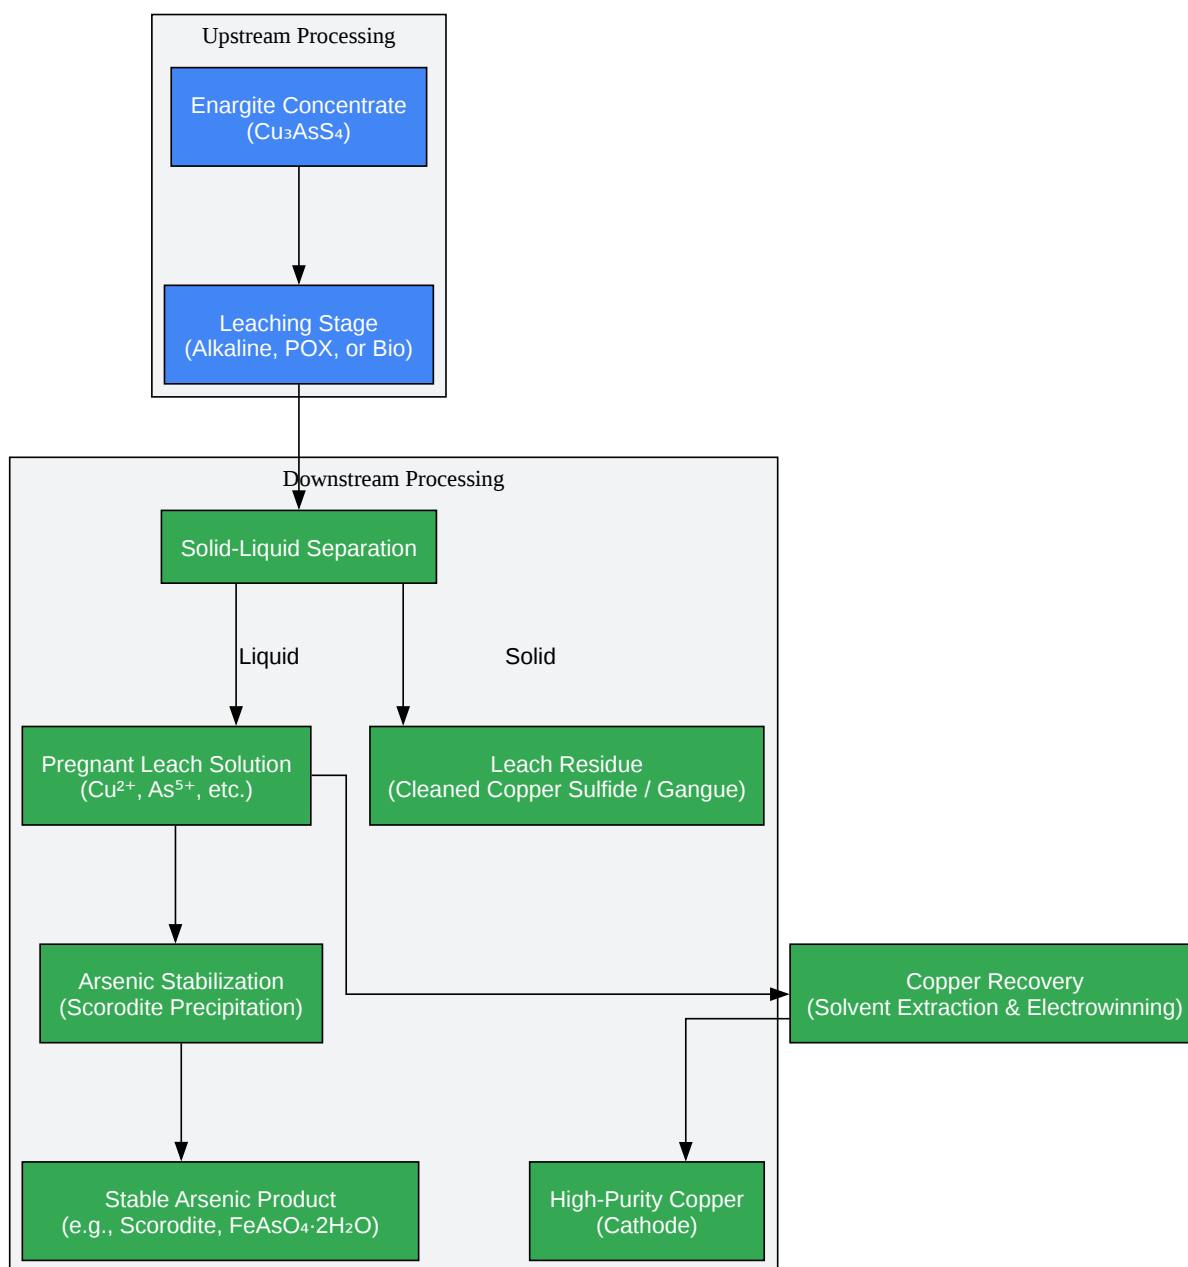 Upstream Processing
Enargite Concentrate
(Cu₃AsS₄)
Leaching Stage
(Alkaline, POX, or Bio)
Downstream Processing
Solid-Liquid Separation
Liquid
Solid
Pregnant Leach Solution
(Cu²⁺, As⁵⁺, etc.)
Leach Residue
(Cleaned Copper Sulfide / Gangue)
Arsenic Stabilization
(Scorodite Precipitation)
Copper Recovery
(Solvent Extraction & Electrowinning)
Stable Arsenic Product
(e.g., Scorodite, FeAsO₄·2H₂O)
High-Purity Copper
(Cathode)